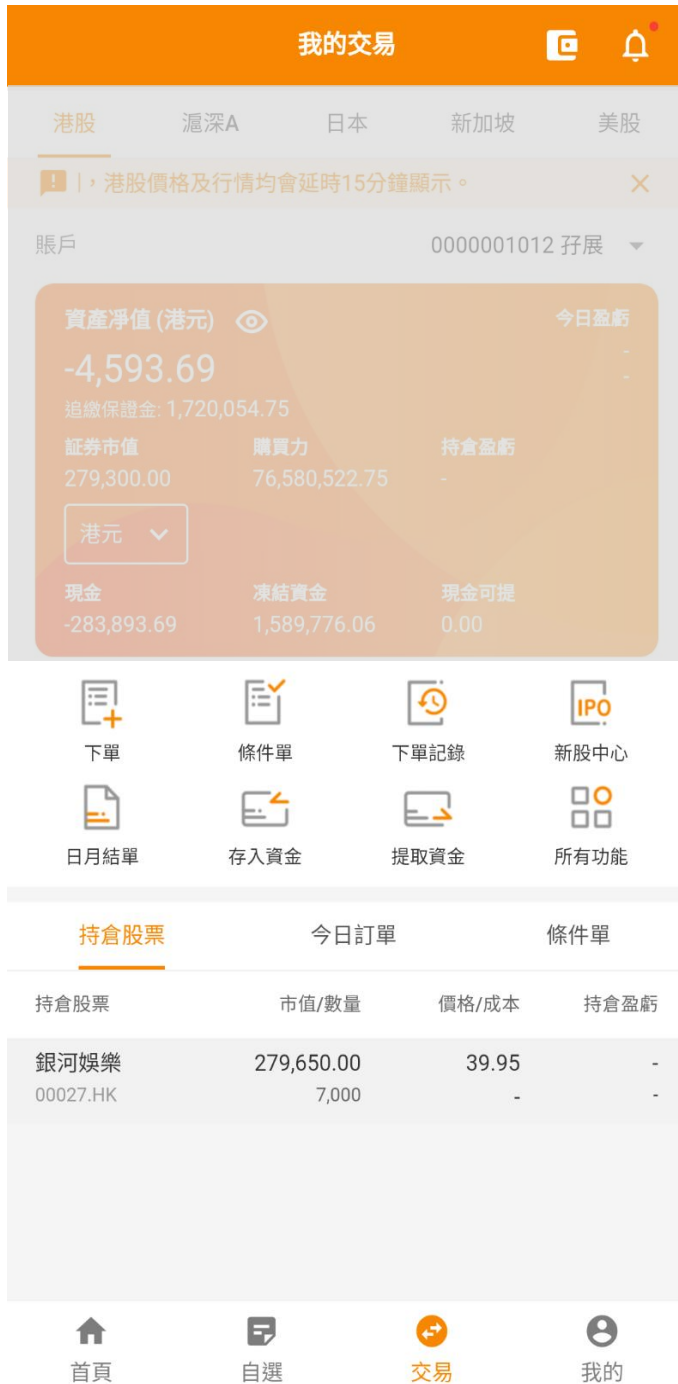 我的交易
港股 滬深A 日本 新加坡 美股
，港股價格及行情均會延時15分鐘顯示。
賬戶 0000001012 孖展
資產淨值 (港元) 今日盈虧
-4,593.69 -
-
追繳保證金: 1,720,054.75
証券市值 購買力 持倉盈虧
279,300.00 76,580,522.75 -
港元
現金 凍結資金 現金可提
-283,893.69 1,589,776.06 0.00
IPO
下單 條件單 下單記錄 新股中心
日月結單 存入資金 提取資金 所有功能
持倉股票 今日訂單 條件單
持倉股票 市值/數量 價格/成本 持倉盈虧
銀河娛樂 279,650.00 39.95 -
00027.HK 7,000 - -
首頁 自選 交易 我的